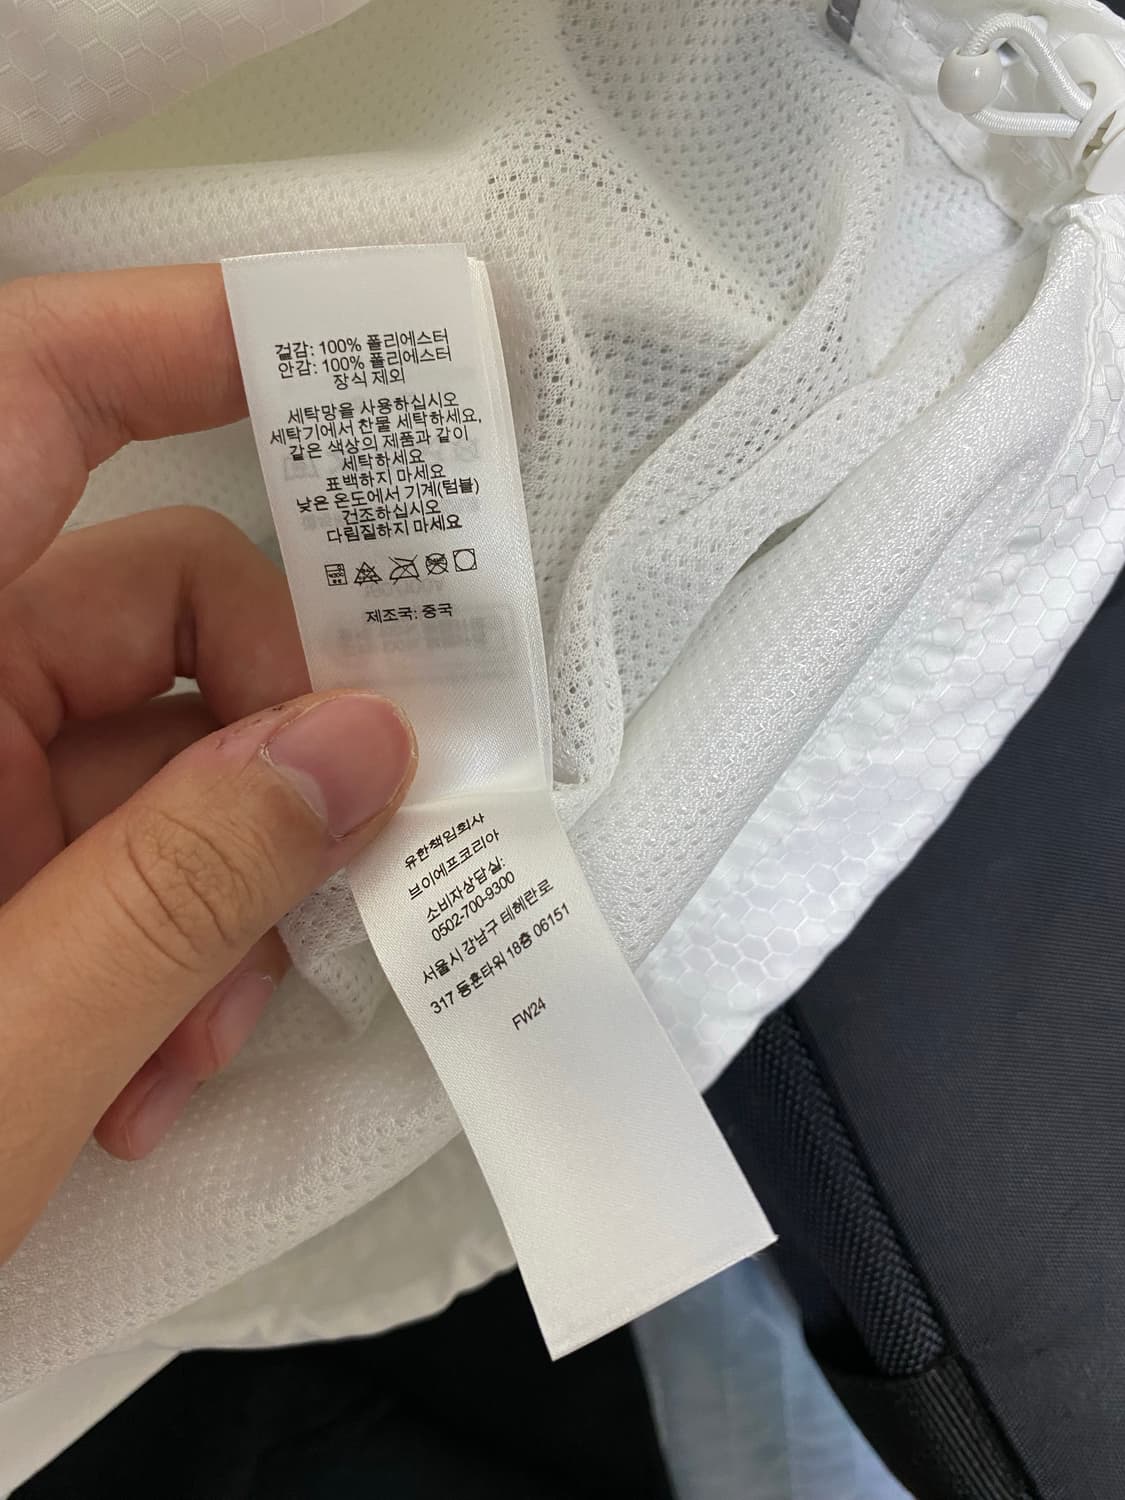 겉감: 100% 폴리에스터
안감: 100% 폴리에스터
장식 제외
세탁망을 사용하십시오
세탁기에서 찬물 세탁하세요,
같은 색상의 제품과 같이
세탁하세요
표백하지 마세요
낮은 온도에서 기계(텀블)
건조하십시오
다림질하지 마세요
제조국: 중국
유한책임회사
브이에프코리아
소비자상담실:
0502-700-9300
서울시 강남구 테헤란로
317 동훈타워 18층 06151
FW24